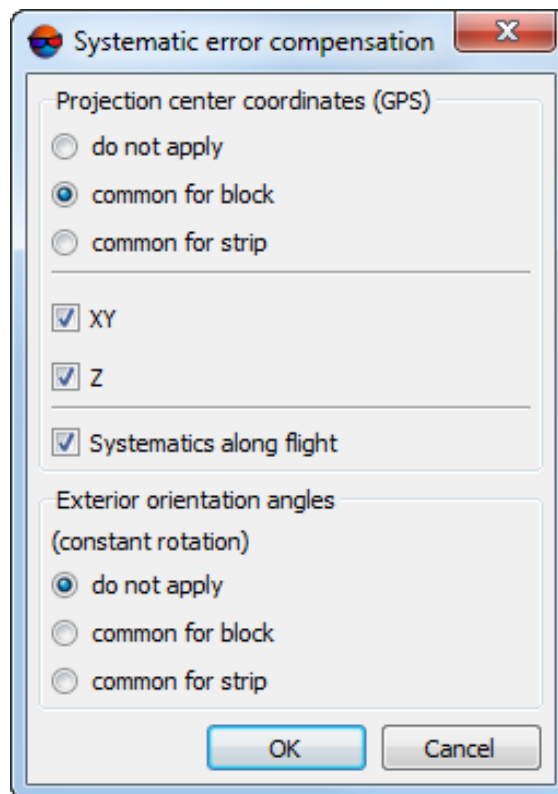 Systematic error compensation
Projection center coordinates (GPS)
do not apply
common for block
common for strip
XY
Z
Systematics along flight
Exterior orientation angles
(constant rotation)
do not apply
common for block
common for strip
OK Cancel